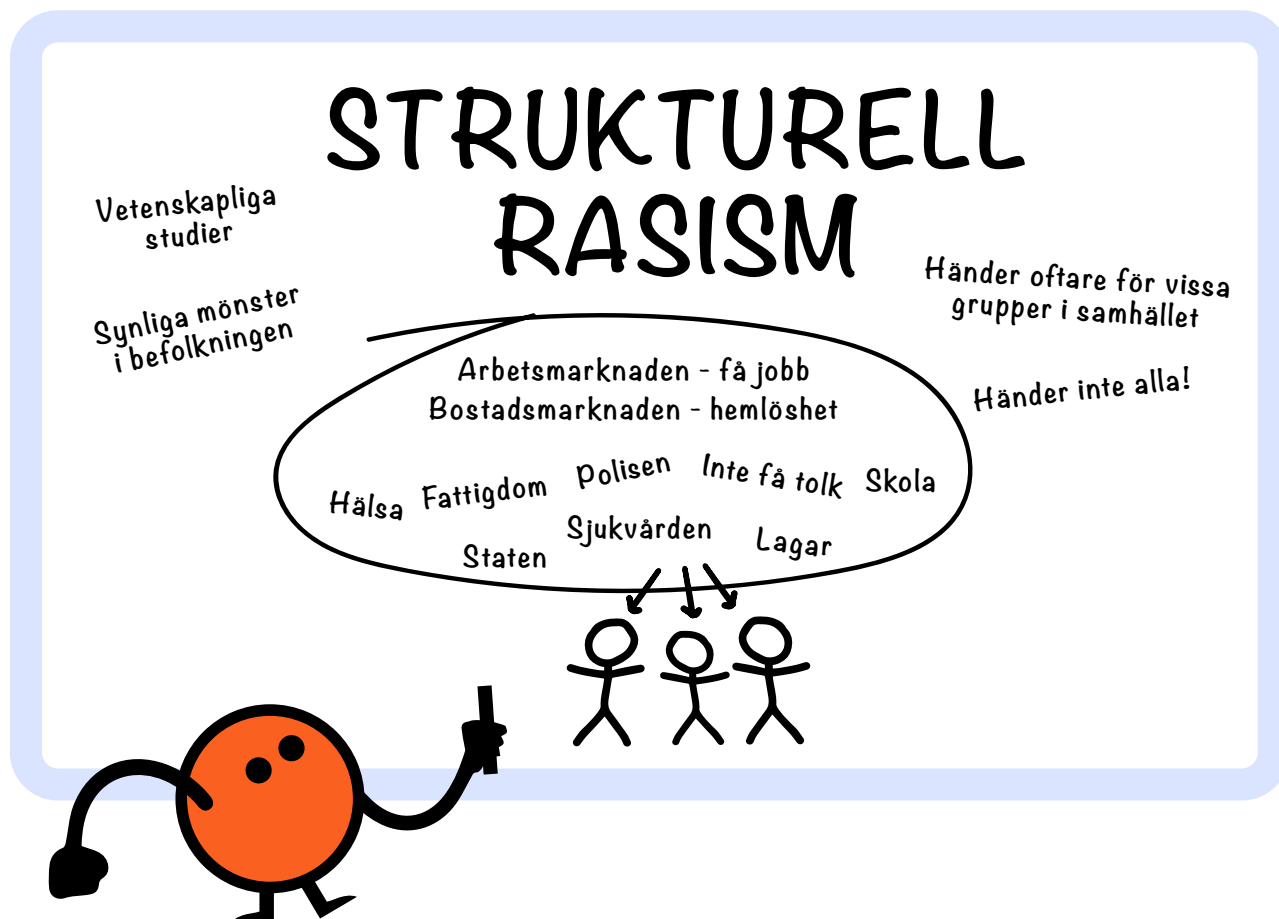 STRUKTURELL
RASISM
Vetenskapliga
studier
Synliga mönster
i befolkningen
Händer oftare för vissa
grupper i samhället
Händer inte alla!
Arbetsmarknaden - få jobb
Bostadsmarknaden - hemlöshet
Hälsa
Fattigdom
Polisen
Inte få tolk
Skola
Sjukvården
Staten
Lagar